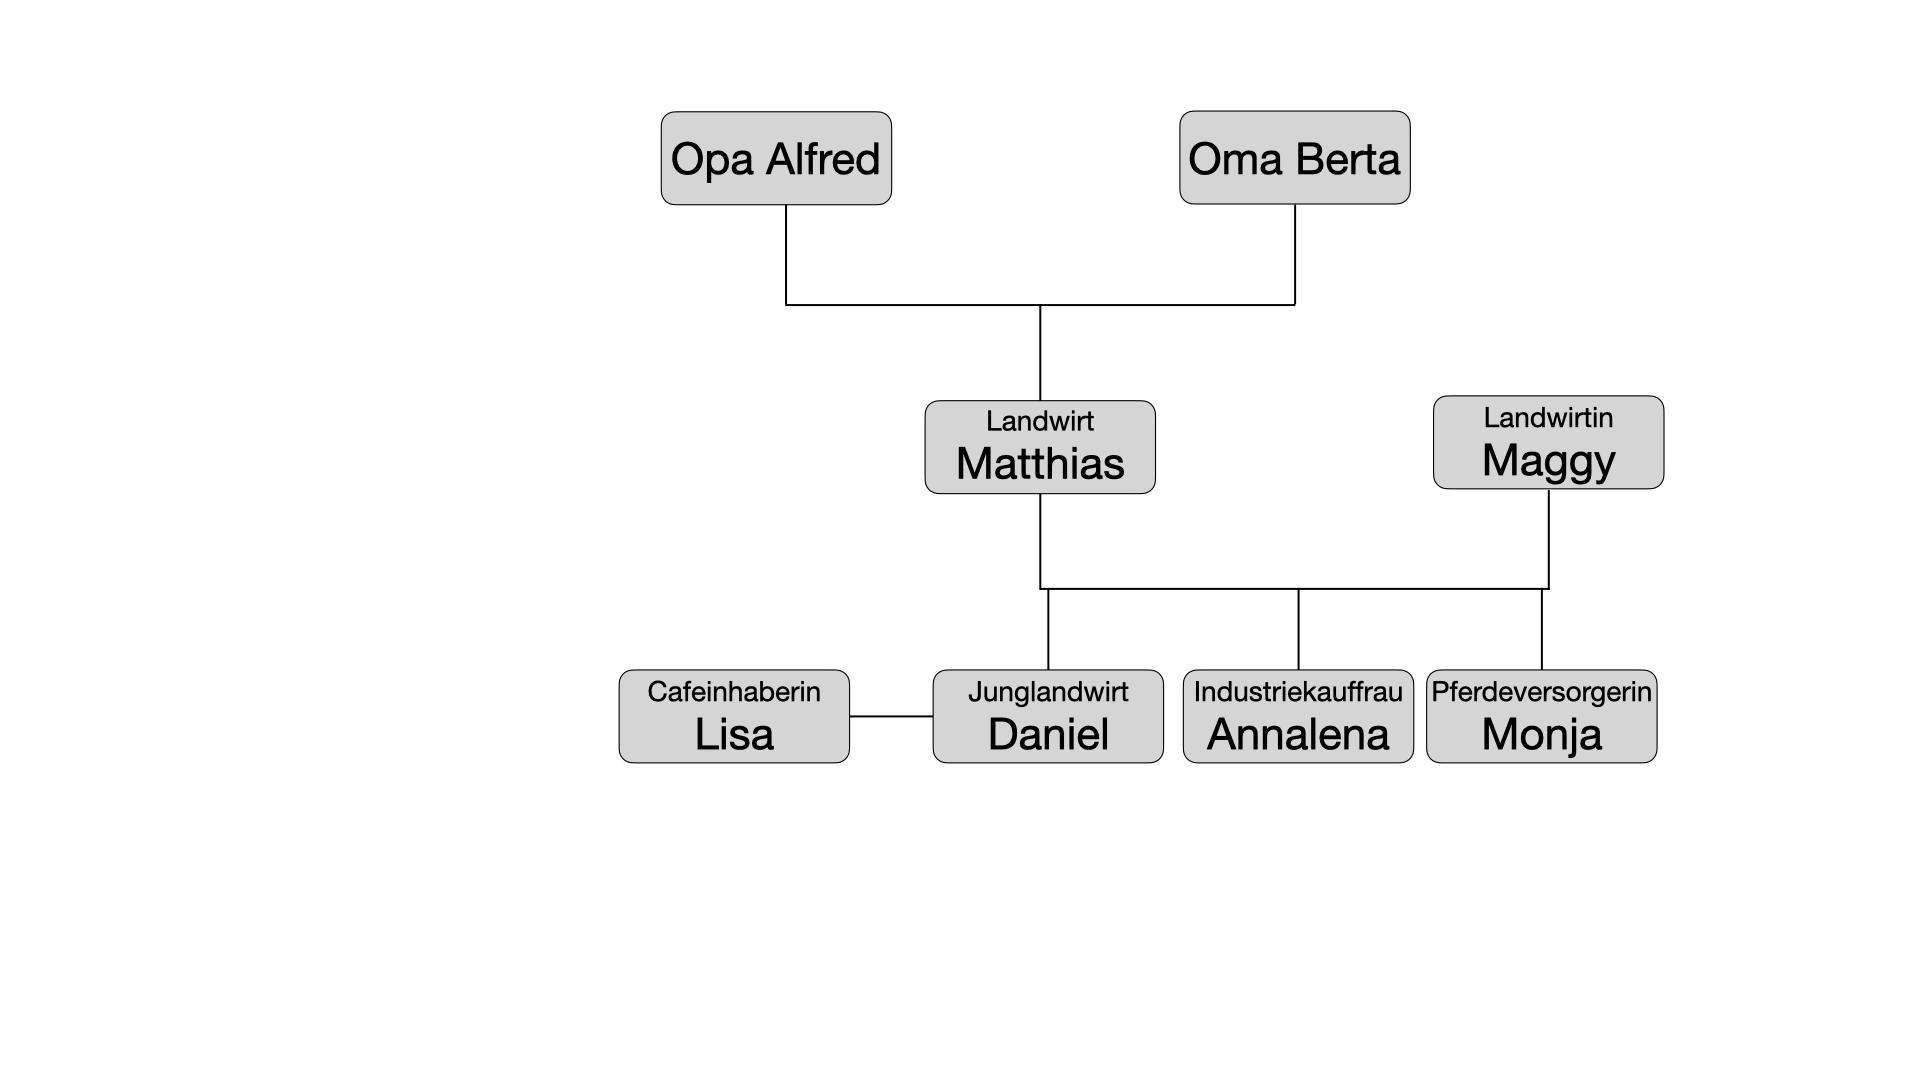 Opa Alfred
Oma Berta
Landwirt
Matthias
Landwirtin
Maggy
Cafeinhaberin
Lisa
Junglandwirt
Daniel
Industriekauffrau
Annalena
Pferdeversorgerin
Monja